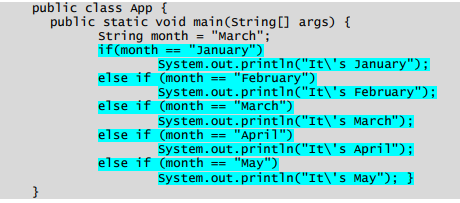 public class App {
public static void main(String[] args) {
String month = "March";
if(month == "January")
System.out.println("It\'s January");
else if (month == "February")
System.out.println("It\'s February");
else if (month == "March")
System.out.println("It\'s March");
else if (month == "April")
System.out.println("It\'s April");
else if (month == "May")
System.out.println("It\'s May"); }
}